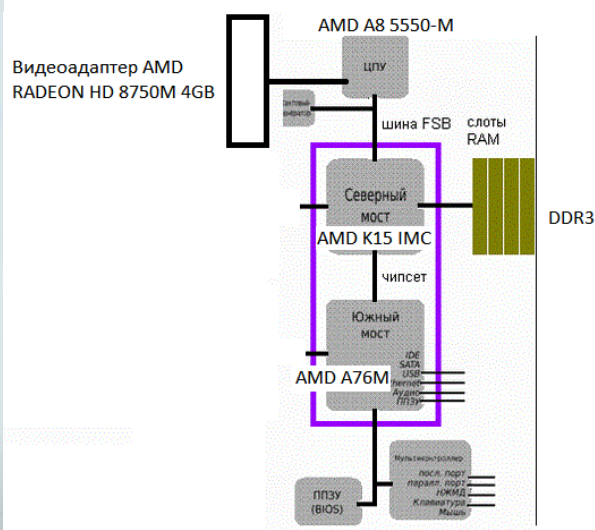 AMD A8 5550-M
Видеоадаптер AMD
RADEON HD 8750M 4GB
ЦПУ
шина FSB
слоты
RAM
Северный
мост
AMD K15 IMC
DDR3
чипсет
Южный
мост
IDE
SATA
USB
AMD A76M
Аудио
ППЗУ
Мультиконтроллер
посл. порт
паралл. порт
НЖМД
Клавиатура
Мышь
ППЗУ
(BIOS)